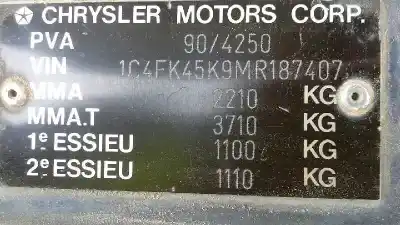 CHRYSLER MOTORS CORP.
PVA 90/4250
VIN 1C4FK45K9MR187407
MMA 2210 KG
MMA.T 3710 KG
1e ESSIEU 1100 KG
2e ESSIEU 1110 KG